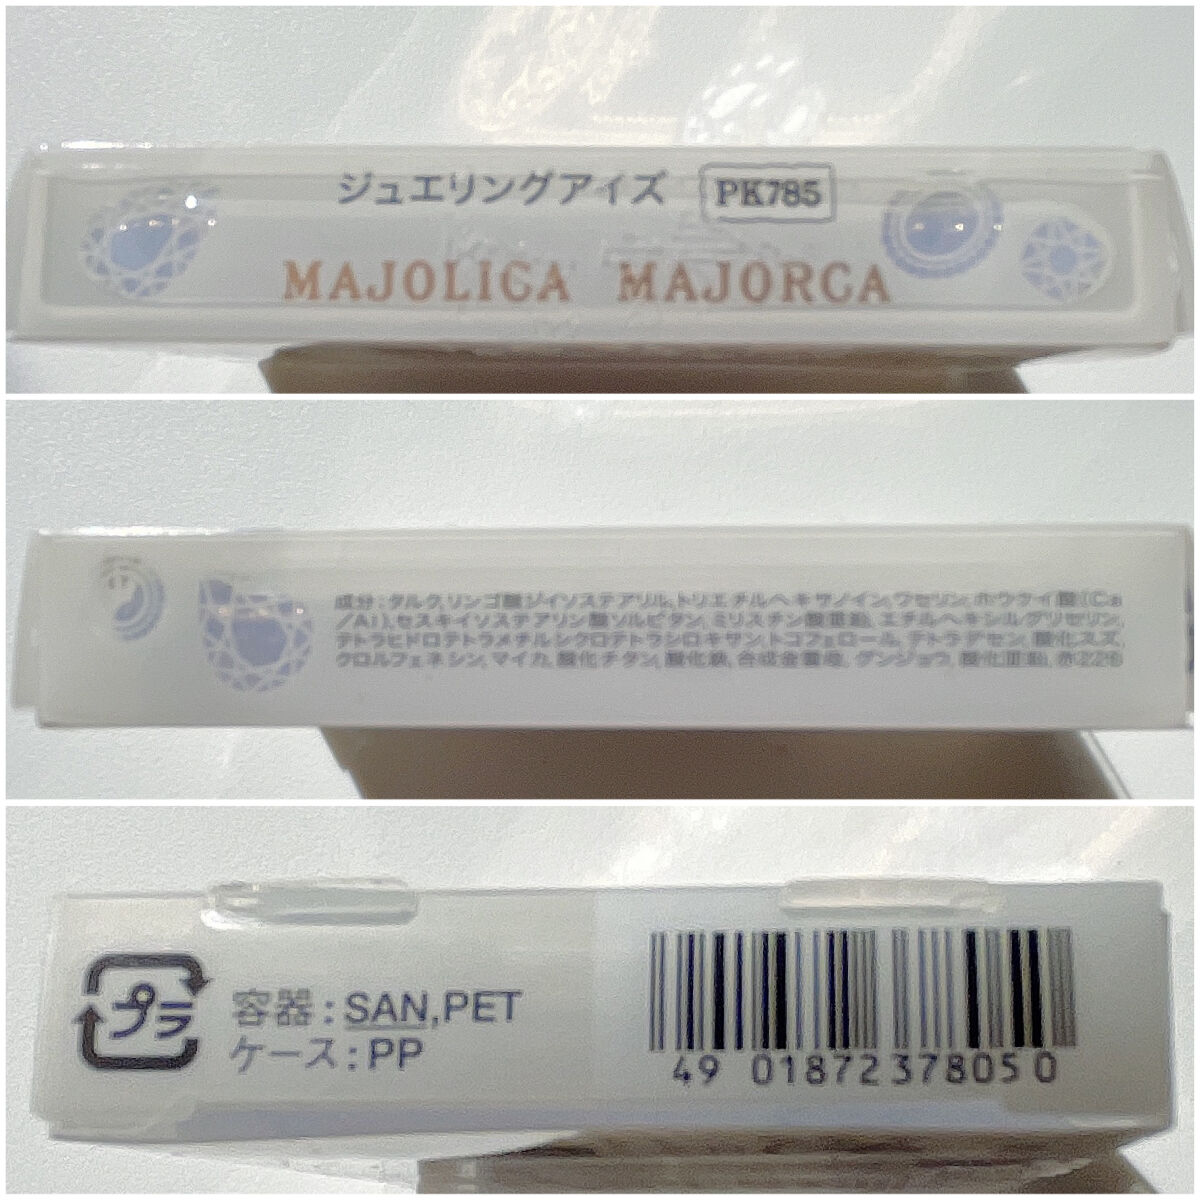 ジュエリングアイズ PK785
MAJOLICA MAJORCA
成分:タルク,リンゴ酸ジイソステアリル,トリエチルヘキサノイン,ワセリン,ホウケイ酸(Ca
/Al),セスキイソステアリン酸ソルビタン,ミリスチン酸亜鉛,エチルヘキシルグリセリン,
テトラヒドロテトラメチルシクロテトラシロキサン,トコフェロール,テトラデセン,酸化スズ,
クロルフェネシン,マイカ,酸化チタン,酸化鉄,合成金雲母,グンジョウ,酸化亜鉛,赤226
プラ
容器:SAN,PET
ケース:PP
49 01872 37805 0